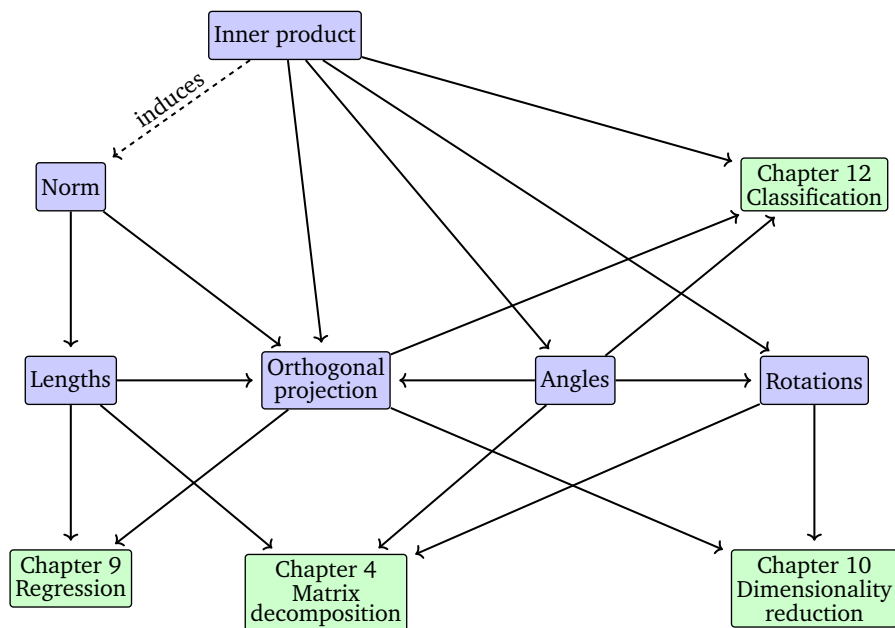 Inner product
induces
Norm
Chapter 12
Classification
Lengths
Orthogonal
projection
Angles
Rotations
Chapter 9
Regression
Chapter 4
Matrix
decomposition
Chapter 10
Dimensionality
reduction